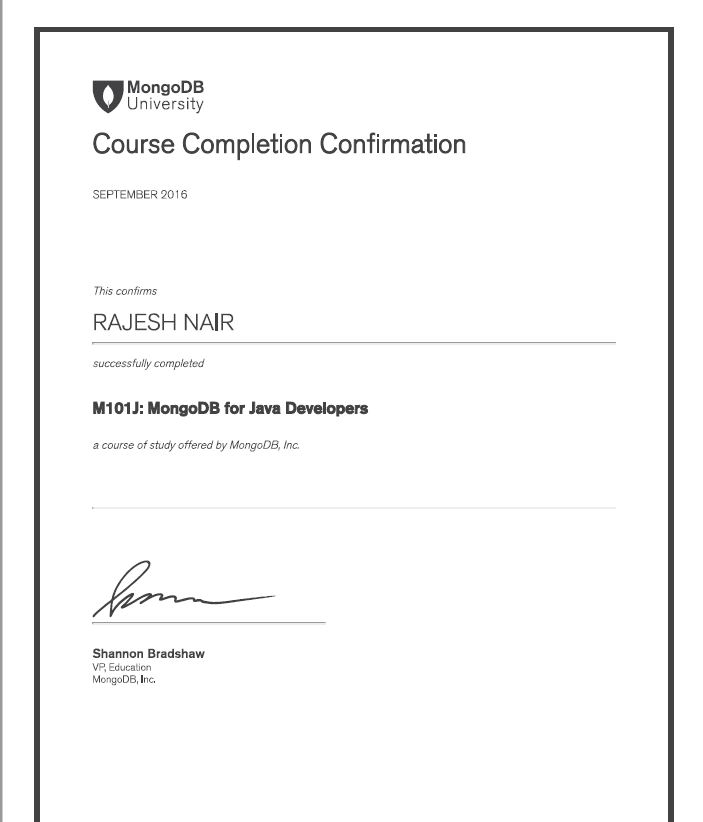 MongoDB
University
Course Completion Confirmation
SEPTEMBER 2016
This confirms
RAJESH NAIR
successfully completed
M101J: MongoDB for Java Developers
a course of study offered by MongoDB, Inc.
Shannon Bradshaw
VP, Education
MongoDB, Inc.